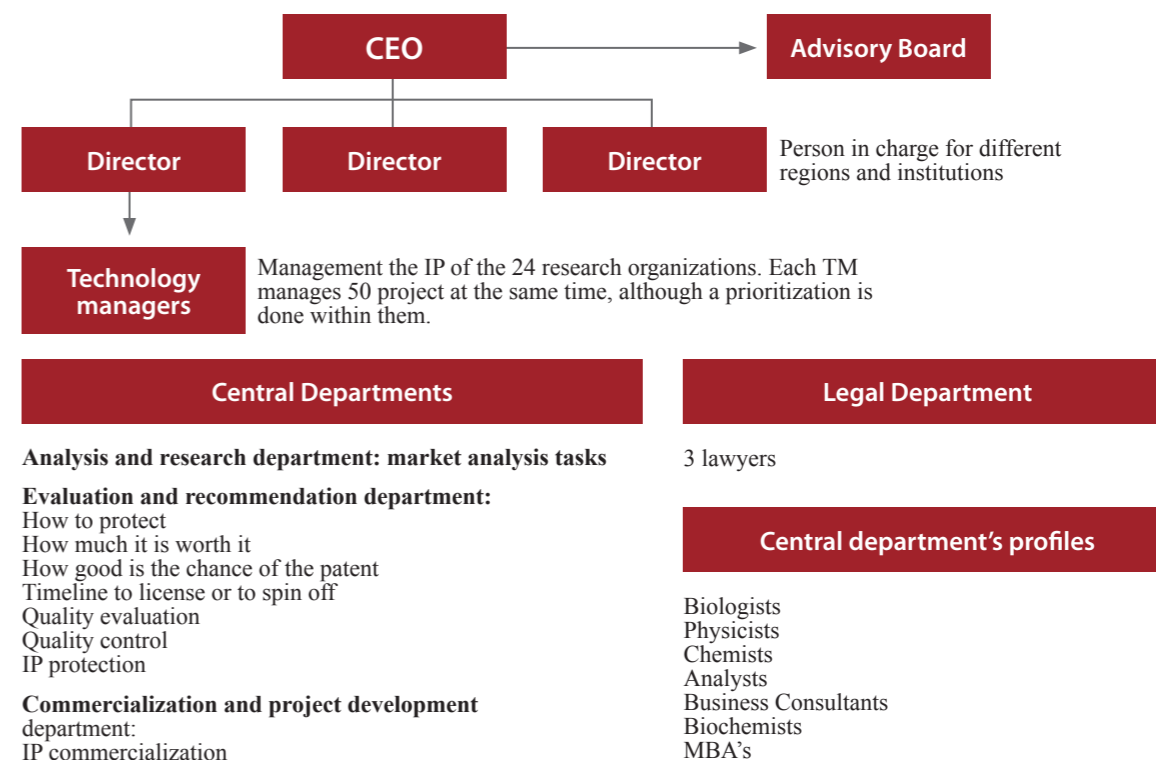 CEO
Advisory Board
Director
Director
Director
Person in charge for different
regions and institutions
Technology
managers
Management the IP of the 24 research organizations. Each TM
manages 50 project at the same time, although a prioritization is
done within them.
Central Departments
Analysis and research department: market analysis tasks
Evaluation and recommendation department:
How to protect
How much it is worth it
How good is the chance of the patent
Timeline to license or to spin off
Quality evaluation
Quality control
IP protection
Commercialization and project development
department:
IP commercialization
Legal Department
3 lawyers
Central department's profiles
Biologists
Physicists
Chemists
Analysts
Business Consultants
Biochemists
MBA's